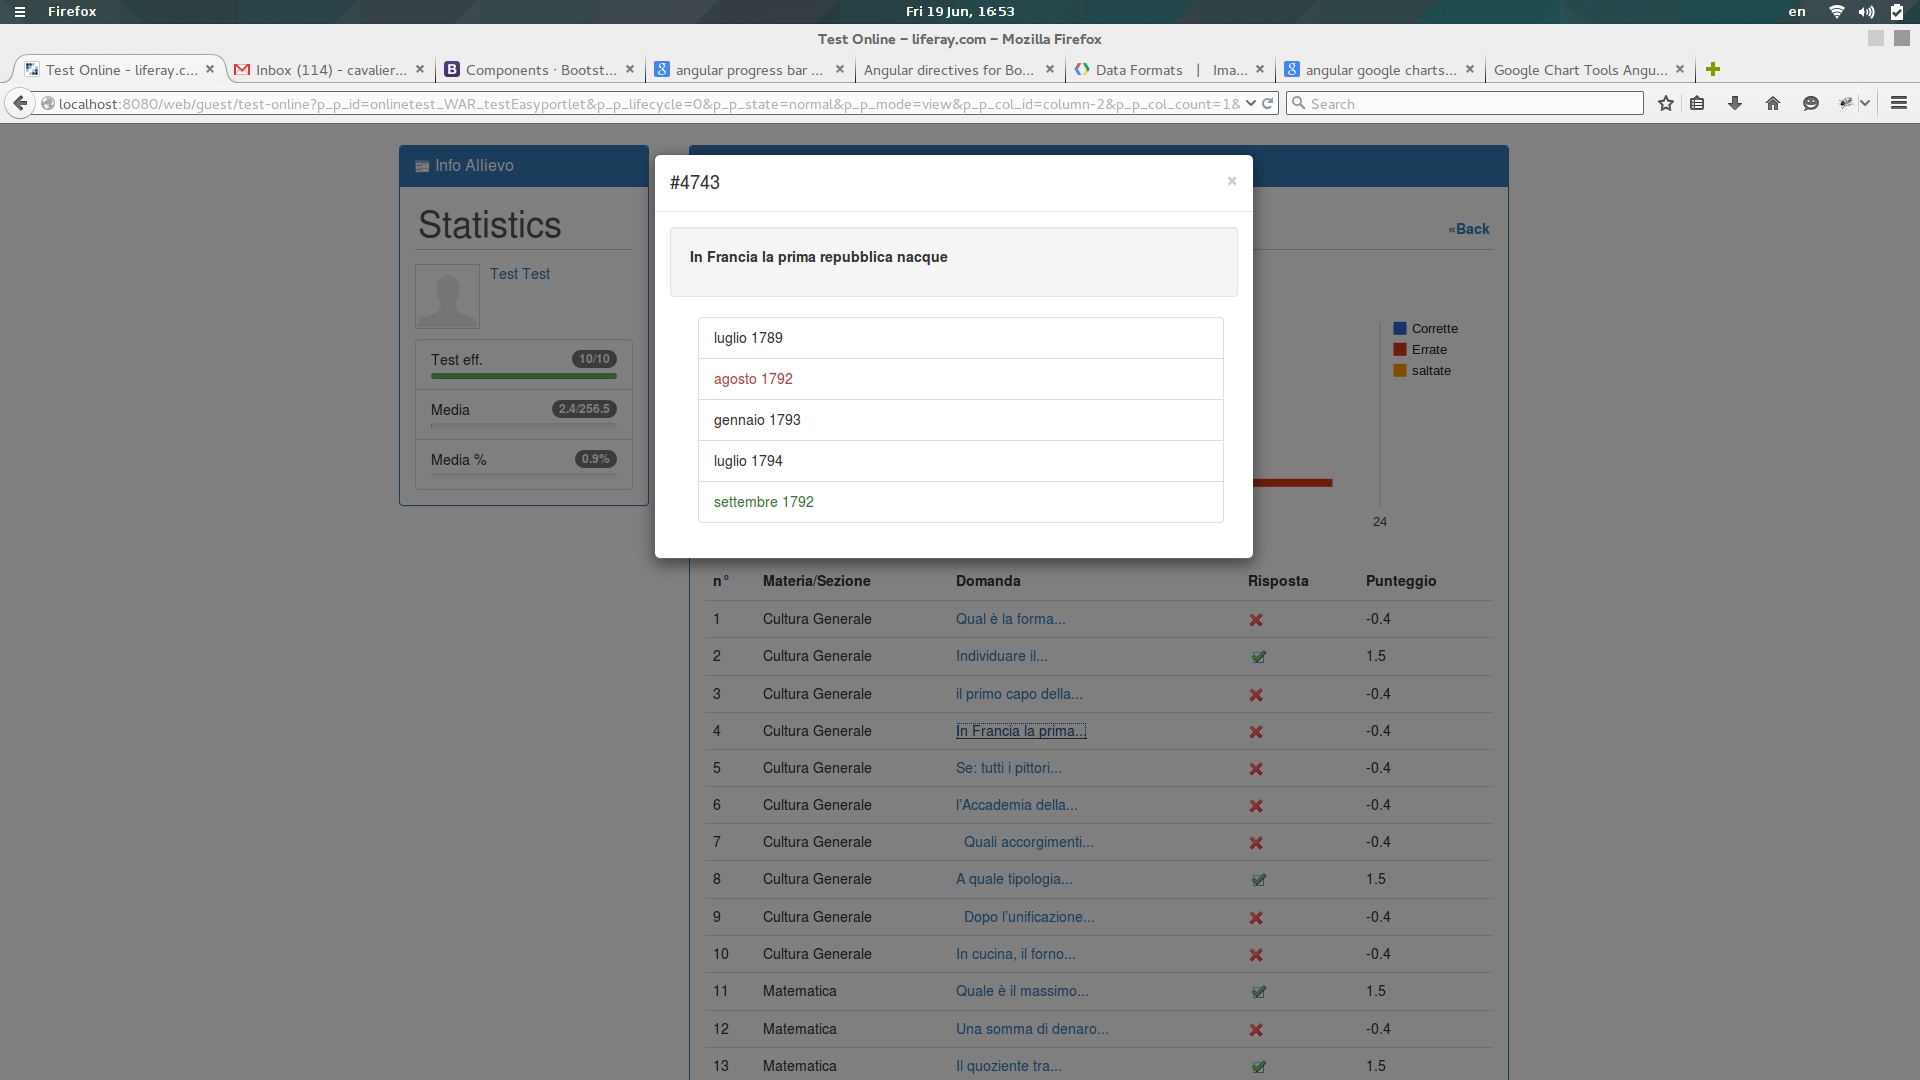 Firefox
Fri 19 Jun, 16:53
en
Test Online – liferay.com – Mozilla Firefox
Test Online - liferay.c...
Inbox (114) - cavalier...
Components · Bootst...
angular progress bar ...
Angular directives for Bo...
Data Formats | Ima...
angular google charts...
Google Chart Tools Angu...
localhost:8080/web/guest/test-online?p_p_id=onlinetest_WAR_testEasyportlet&p_p_lifecycle=0&p_p_state=normal&p_p_mode=view&p_p_col_id=column-2&p_p_col_count=1&
Search
Info Allievo
Statistics
Test Test
Test eff. 10/10
Media 2.4/256.5
Media % 0.9%
#4743
In Francia la prima repubblica nacque
luglio 1789
agosto 1792
gennaio 1793
luglio 1794
settembre 1792
«Back
Corrette
Errate
saltate
24
n° Materia/Sezione Domanda Risposta Punteggio
1 Cultura Generale Qual è la forma... -0.4
2 Cultura Generale Individuare il... 1.5
3 Cultura Generale il primo capo della... -0.4
4 Cultura Generale In Francia la prima... -0.4
5 Cultura Generale Se: tutti i pittori... -0.4
6 Cultura Generale l'Accademia della... -0.4
7 Cultura Generale Quali accorgimenti... -0.4
8 Cultura Generale A quale tipologia... 1.5
9 Cultura Generale Dopo l'unificazione... -0.4
10 Cultura Generale In cucina, il forno... -0.4
11 Matematica Quale è il massimo... 1.5
12 Matematica Una somma di denaro... -0.4
13 Matematica Il quoziente tra... 1.5